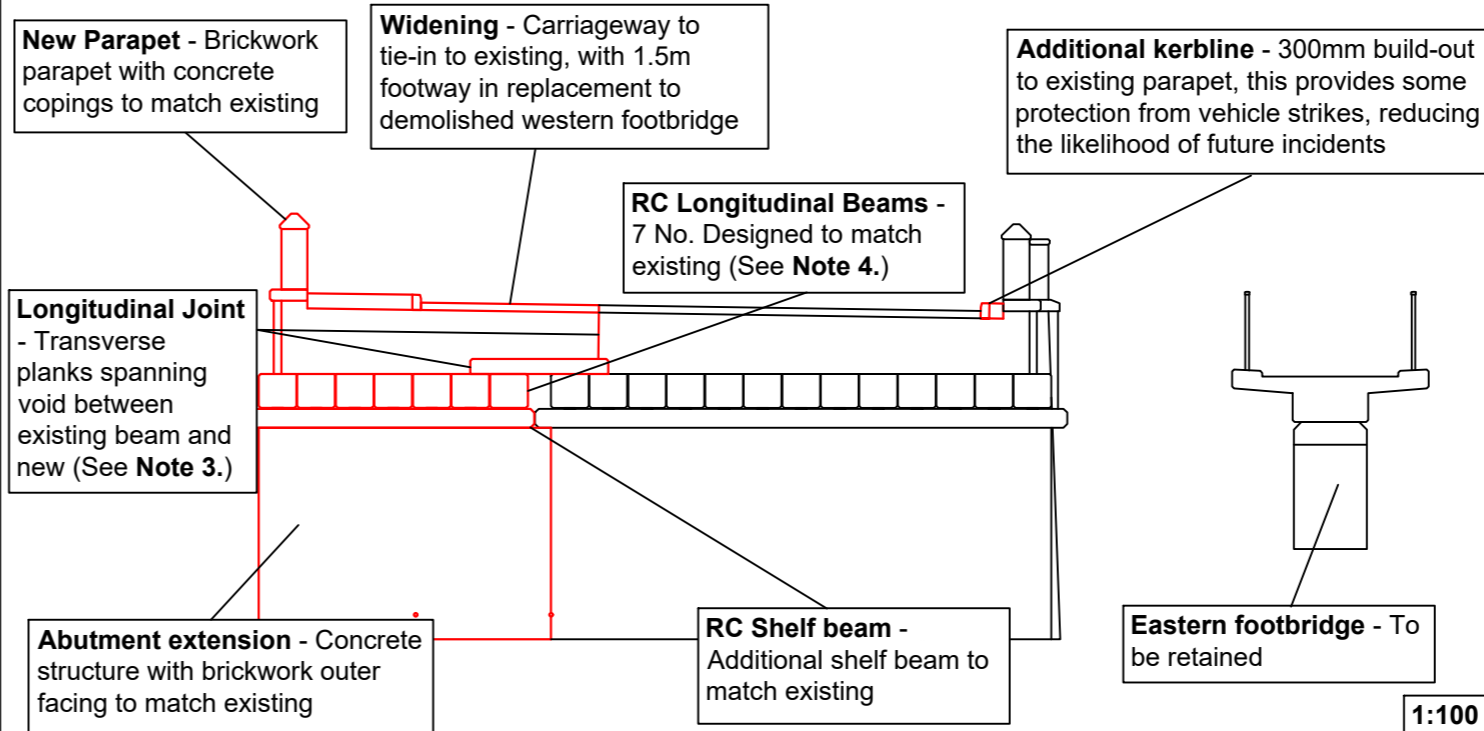 New Parapet - Brickwork
parapet with concrete
copings to match existing
Widening - Carriageway to
tie-in to existing, with 1.5m
footway in replacement to
demolished western footbridge
Additional kerbline - 300mm build-out
to existing parapet, this provides some
protection from vehicle strikes, reducing
the likelihood of future incidents
RC Longitudinal Beams -
7 No. Designed to match
existing (See Note 4.)
Longitudinal Joint
- Transverse
planks spanning
void between
existing beam and
new (See Note 3.)
Abutment extension - Concrete
structure with brickwork outer
facing to match existing
RC Shelf beam -
Additional shelf beam to
match existing
Eastern footbridge - To
be retained
1:100